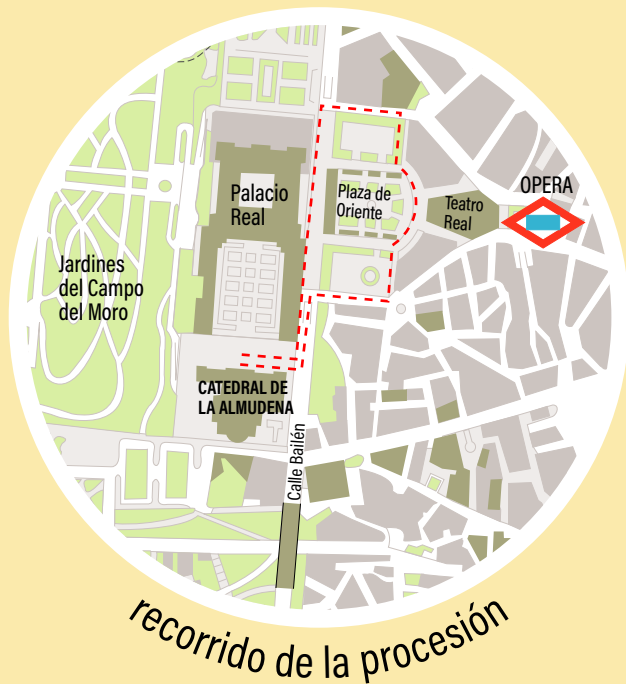 OPERA
Palacio
Real
Plaza de
Oriente
Teatro
Real
Jardines
del Campo
del Moro
CATEDRAL DE
LA ALMUDENA
Calle Bailén
recorrido de la procesión